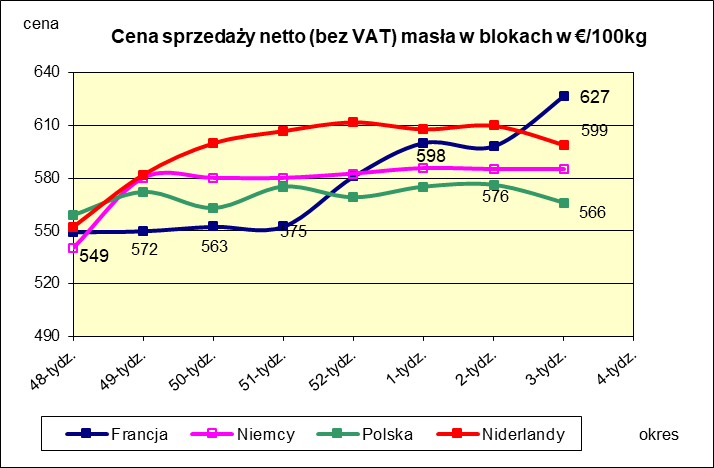 cena
Cena sprzedaży netto (bez VAT) masła w blokach w €/100kg
640
610
580
550
520
490
549
572
563
575
598
576
627
599
566
48-tydz.
49-tydz.
50-tydz.
51-tydz.
52-tydz.
1-tydz.
2-tydz.
3-tydz.
4-tydz.
Francja Niemcy Polska Niderlandy
okres